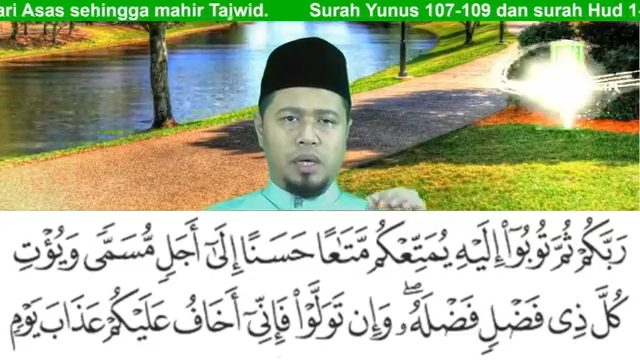 ari Asas sehingga mahir Tajwid. Surah Yunus 107-109 dan surah Hud 1-
رَبَّكُمْ ثُمَّ تُوبُوٓا۟ إِلَيْهِ يُمَتِّعْكُم مَّتَـٰعًا حَسَنًا إِلَىٰٓ أَجَلٍ مُّسَمًّى وَيُؤْتِ
كُلَّ ذِى فَضْلٍ فَضْلَهُۥ ۖ وَإِن تَوَلَّوْا۟ فَإِنِّىٓ أَخَافُ عَلَيْكُمْ عَذَابَ يَوْمٍ